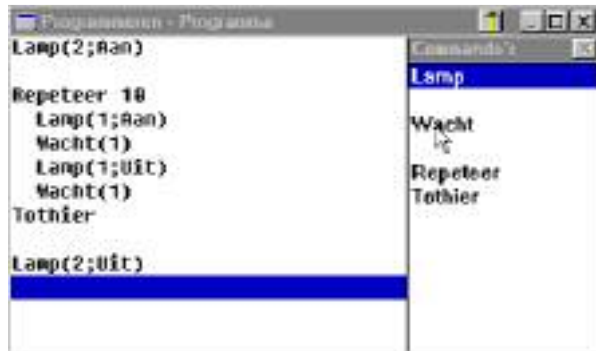 Programmeren - Programma
Lamp(2;Aan)
Repeteer 10
Lamp(1;Aan)
Wacht(1)
Lamp(1;Uit)
Wacht(1)
Tothier
Lamp(2;Uit)
Commando's
Lamp
Wacht
Repeteer
Tothier